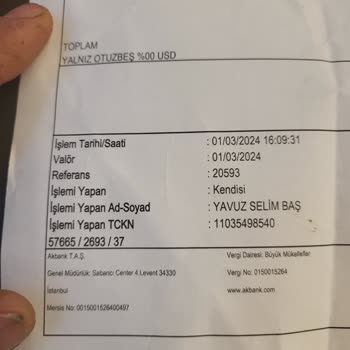 TOPLAM
YALNIZ OTUZBEŞ %00 USD
İşlem Tarihi/Saati : 01/03/2024 16:09:31
Valör : 01/03/2024
Referans : 20593
İşlemi Yapan : Kendisi
İşlemi Yapan Ad-Soyad : YAVUZ SELİM BAŞ
İşlemi Yapan TCKN : 11035498540
57665 / 2693 / 37
Akbank T.A.Ş. Vergi Dairesi: Büyük Mükellefler
Genel Müdürlük: Sabancı Center 4.Levent 34330 Vergi No: 0150015264
İstanbul www.akbank.com
Mersis No: 0015001526400497